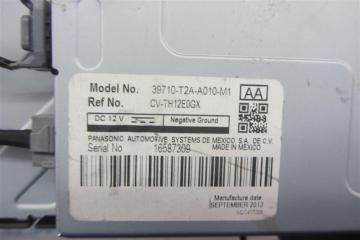 Model No. 39710-T2A-A010-M1
AA
Ref No. CV-TH12E0GX
DC 12 V Negative Ground
PANASONIC AUTOMOTIVE SYSTEMS DE MEXICO S.A. DE C.V.
Serial No 16587309 MADE IN MEXICO
Manufacture date
SEPTEMBER 2013